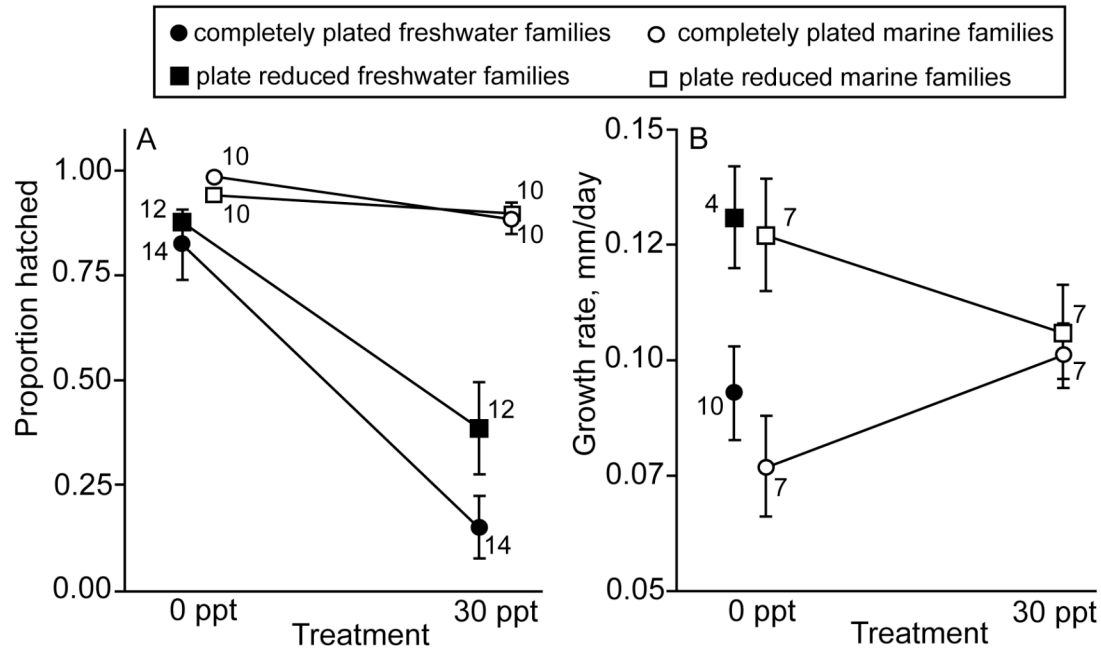 completely plated freshwater families
completely plated marine families
plate reduced freshwater families
plate reduced marine families
A
Proportion hatched
1.00
0.75
0.50
0.25
0.00
10
10
12
14
10
10
12
14
0 ppt
30 ppt
Treatment
B
Growth rate, mm/day
0.15
0.12
0.10
0.07
0.05
4
7
10
7
7
7
0 ppt
30 ppt
Treatment